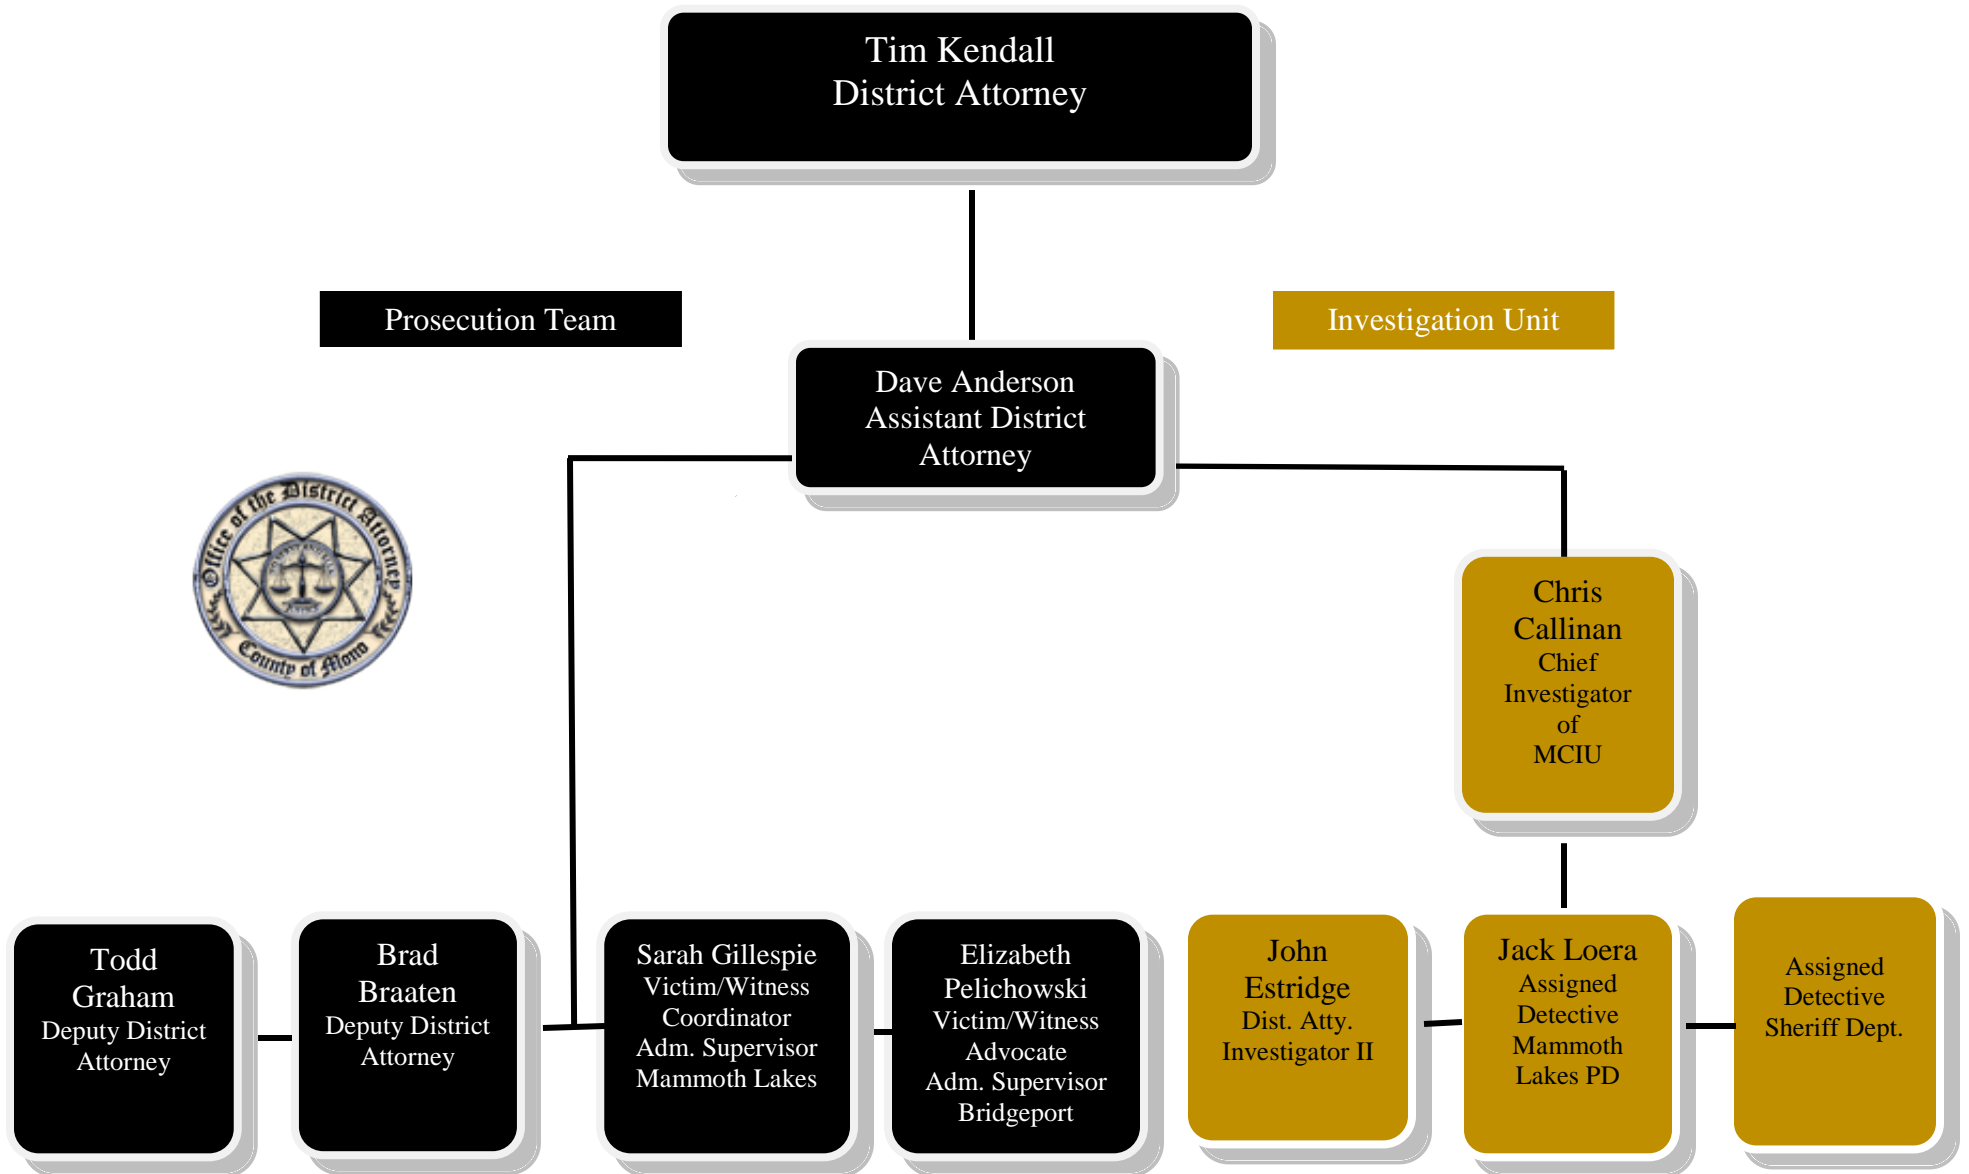 Tim Kendall
District Attorney
Prosecution Team
Investigation Unit
Dave Anderson
Assistant District
Attorney
Office of the District Attorney
County of Mono
Chris
Callinan
Chief
Investigator
of
MCIU
Todd
Graham
Deputy District
Attorney
Brad
Braaten
Deputy District
Attorney
Sarah Gillespie
Victim/Witness
Coordinator
Adm. Supervisor
Mammoth Lakes
Elizabeth
Pelichowski
Victim/Witness
Advocate
Adm. Supervisor
Bridgeport
John
Estridge
Dist. Atty.
Investigator II
Jack Loera
Assigned
Detective
Mammoth
Lakes PD
Assigned
Detective
Sheriff Dept.